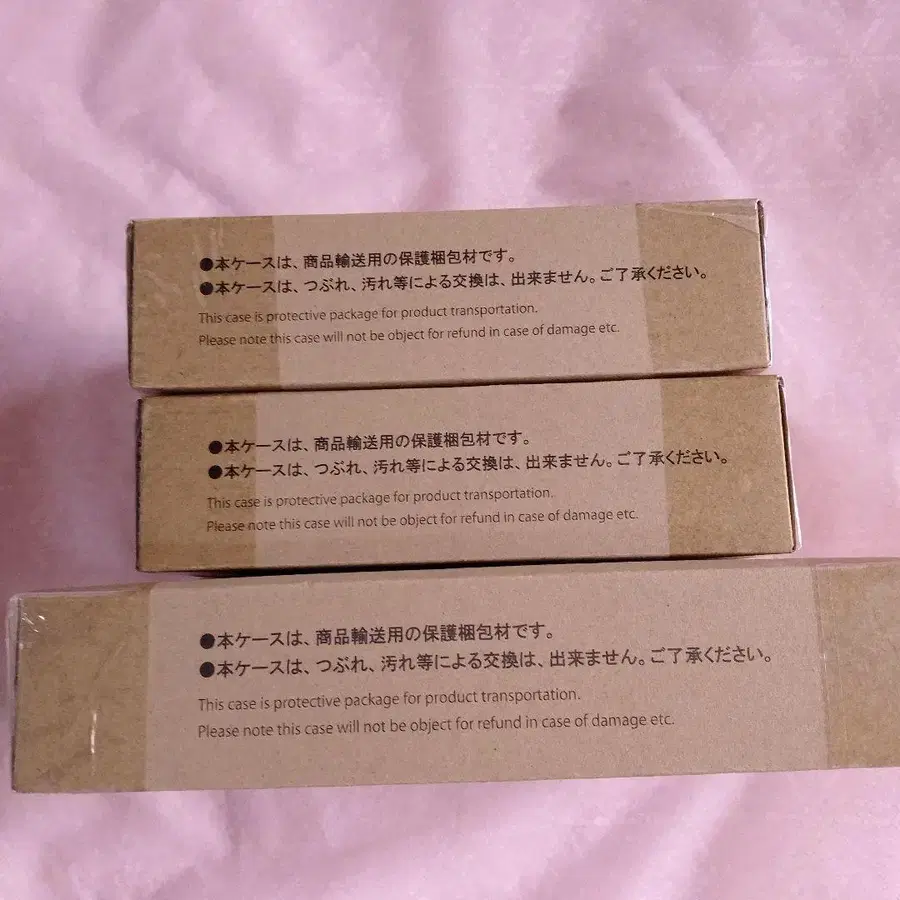 ●本ケースは、商品輸送用の保護梱包材です。
●本ケースは、つぶれ、汚れ等による交換は、出来ません。ご了承ください。
This case is protective package for product transportation.
Please note this case will not be object for refund in case of damage etc.
●本ケースは、商品輸送用の保護梱包材です。
●本ケースは、つぶれ、汚れ等による交換は、出来ません。ご了承ください。
This case is protective package for product transportation.
Please note this case will not be object for refund in case of damage etc.
●本ケースは、商品輸送用の保護梱包材です。
●本ケースは、つぶれ、汚れ等による交換は、出来ません。ご了承ください。
This case is protective package for product transportation.
Please note this case will not be object for refund in case of damage etc.